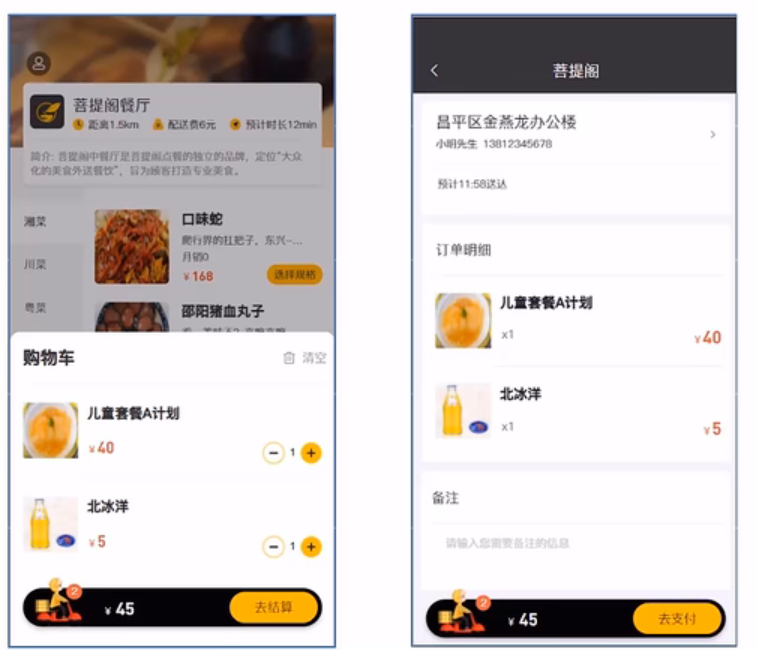 菩提阁餐厅
距离1.5km 配送费6元 预计时长12min
简介: 菩提阁中餐厅是菩提阁点餐的独立的品牌，定位“大众
化的美食外送餐饮”，旨为顾客打造专业美食。
湘菜
川菜
粤菜
口味蛇
爬行界的扛把子，东兴-...
月销0
¥168
选择规格
邵阳猪血丸子
购物车
清空
儿童套餐A计划
¥40
1
北冰洋
¥5
1
2
¥ 45
去结算
菩提阁
昌平区金燕龙办公楼
小明先生 13812345678
预计11:58送达
订单明细
儿童套餐A计划
x1
¥40
北冰洋
x1
¥5
备注
请输入您需要备注的信息
2
¥ 45
去支付